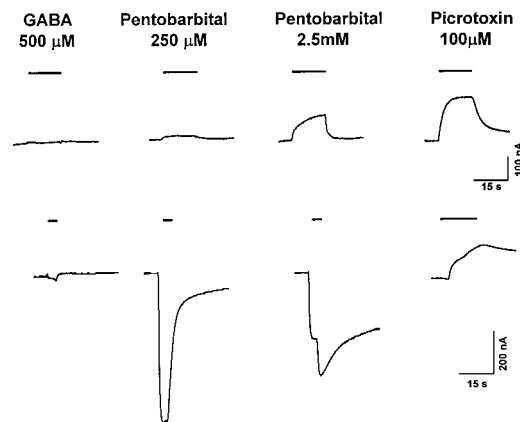 GABA Pentobarbital Pentobarbital Picrotoxin
500 µM 250 µM 2.5mM 100µM
100 nA
15 s
200 nA
15 s